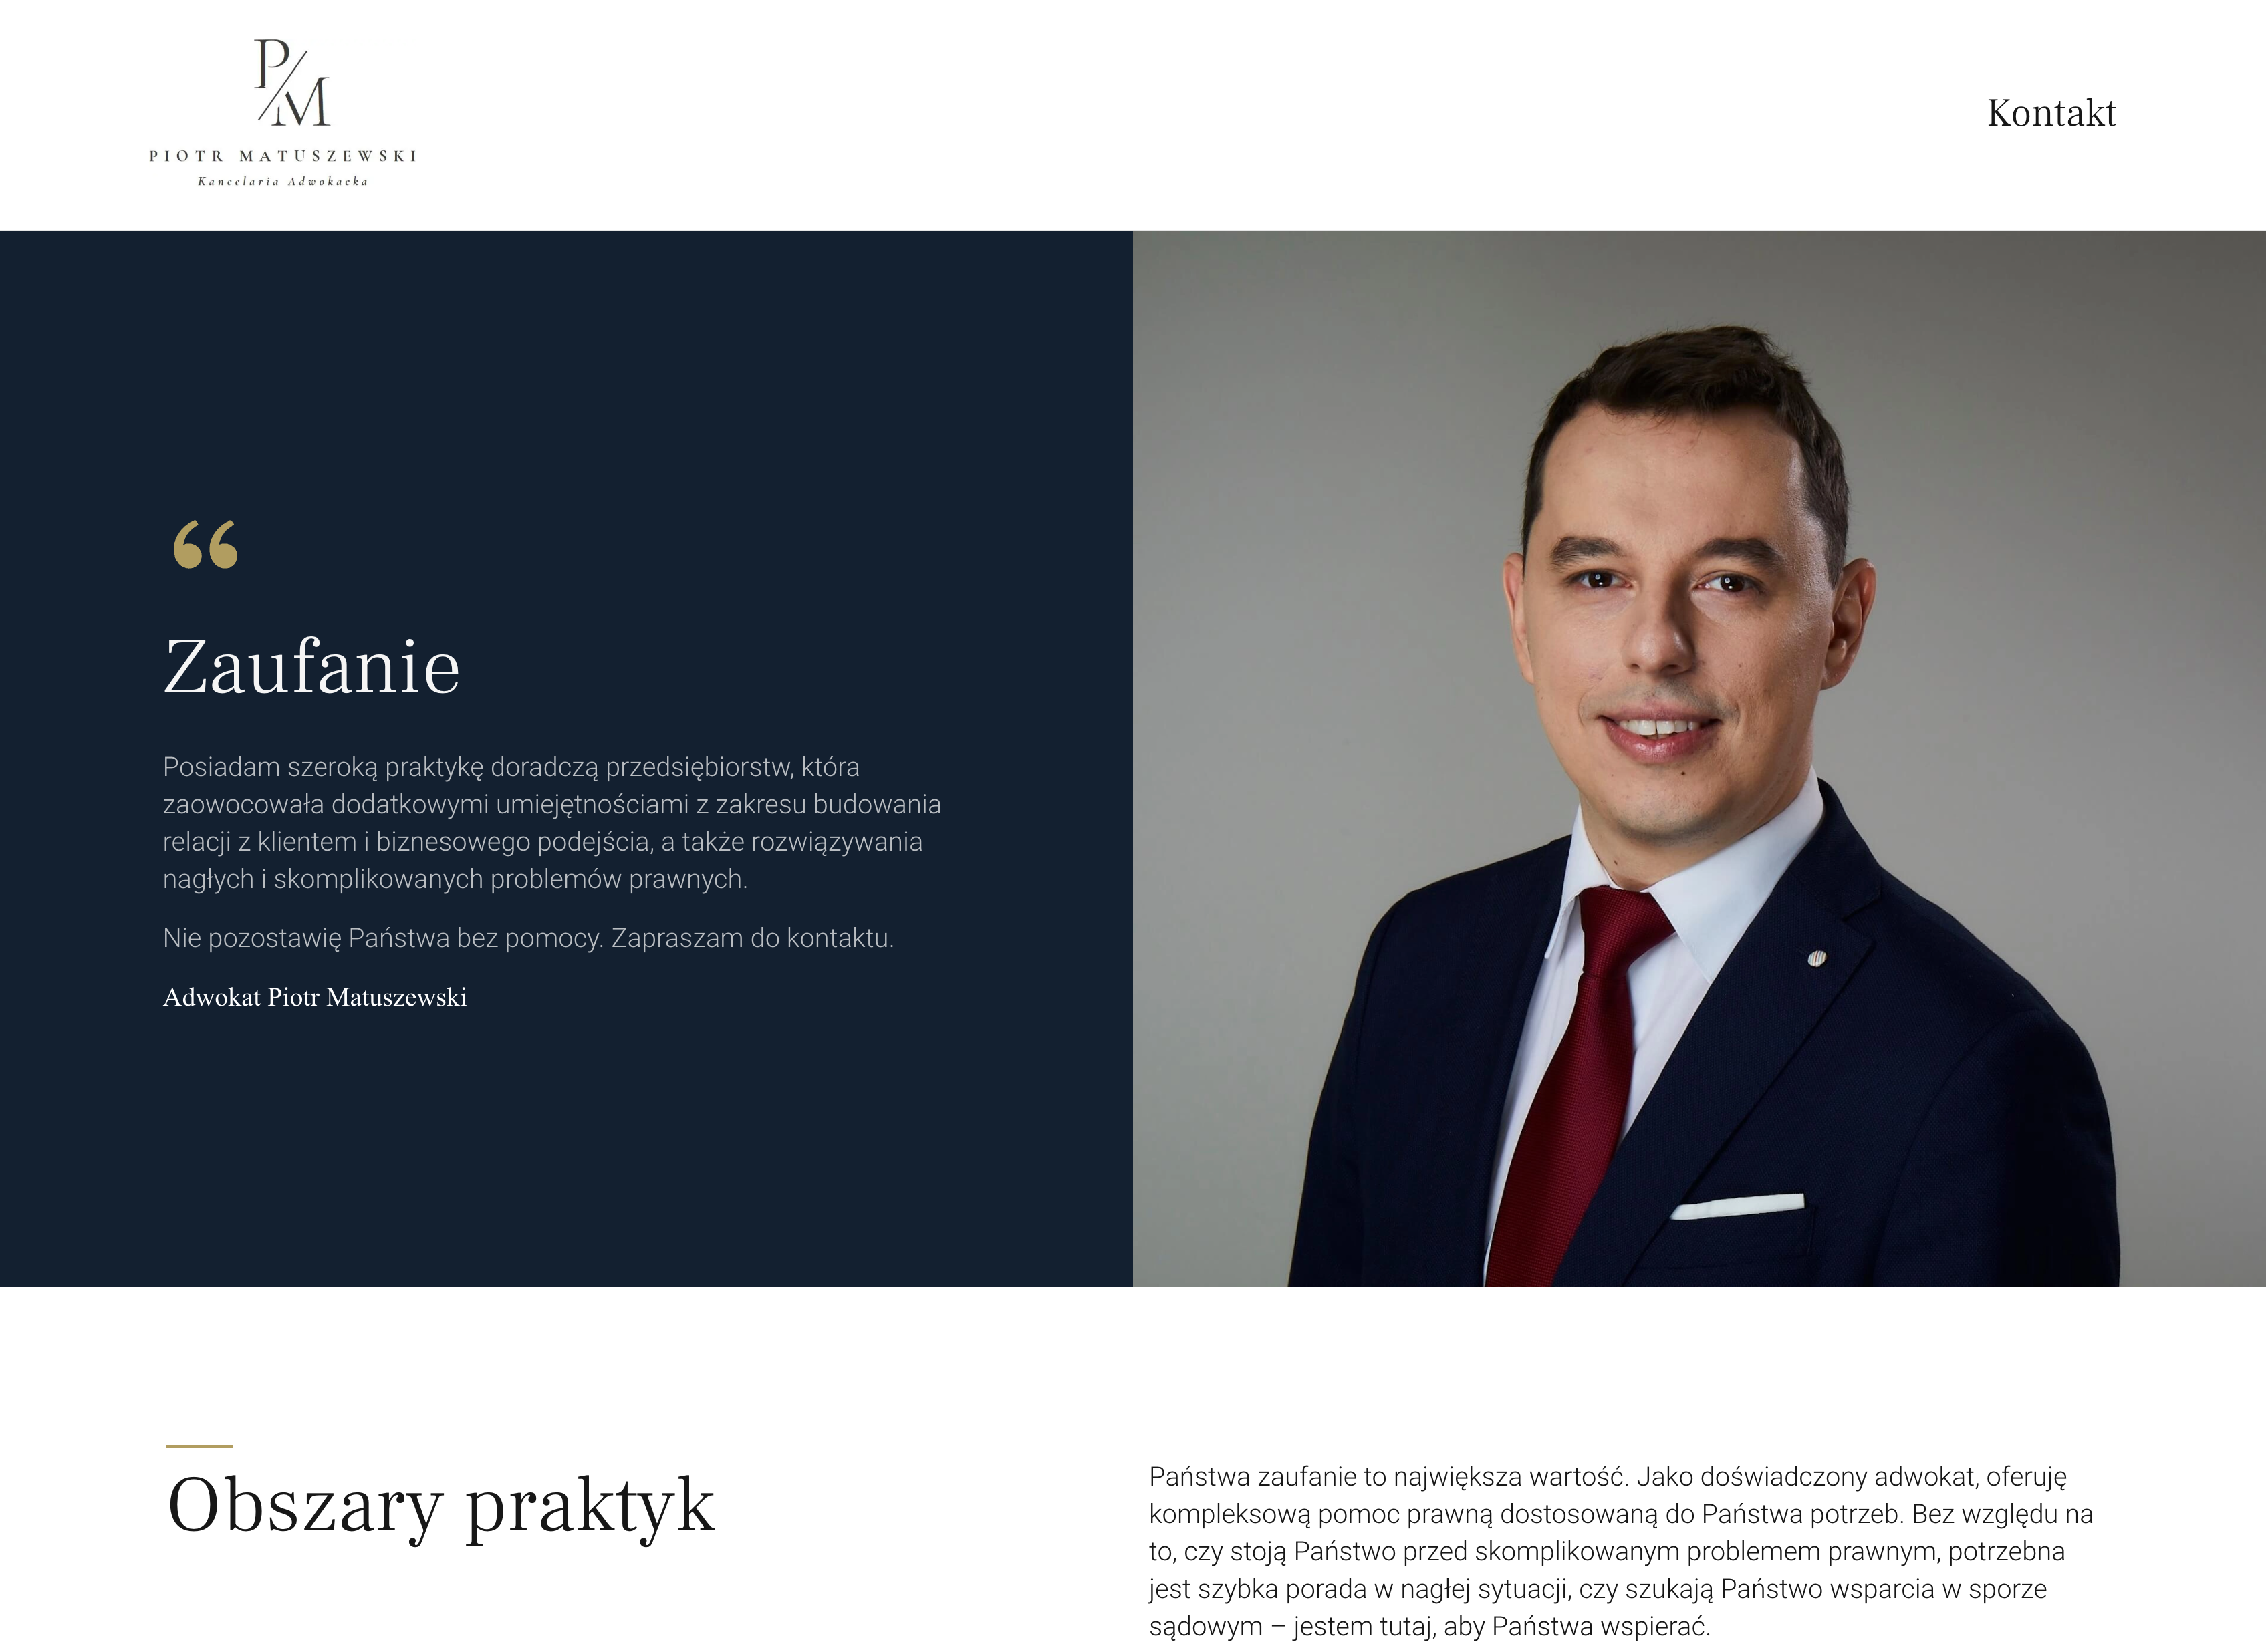 P/M
PIOTR MATUSZEWSKI
Kancelaria Adwokacka
Kontakt
“
Zaufanie
Posiadam szeroką praktykę doradczą przedsiębiorstw, która
zaowocowała dodatkowymi umiejętnościami z zakresu budowania
relacji z klientem i biznesowego podejścia, a także rozwiązywania
nagłych i skomplikowanych problemów prawnych.
Nie pozostawię Państwa bez pomocy. Zapraszam do kontaktu.
Adwokat Piotr Matuszewski
Obszary praktyk
Państwa zaufanie to największa wartość. Jako doświadczony adwokat, oferuję
kompleksową pomoc prawną dostosowaną do Państwa potrzeb. Bez względu na
to, czy stoją Państwo przed skomplikowanym problemem prawnym, potrzebna
jest szybka porada w nagłej sytuacji, czy szukają Państwo wsparcia w sporze
sądowym – jestem tutaj, aby Państwa wspierać.